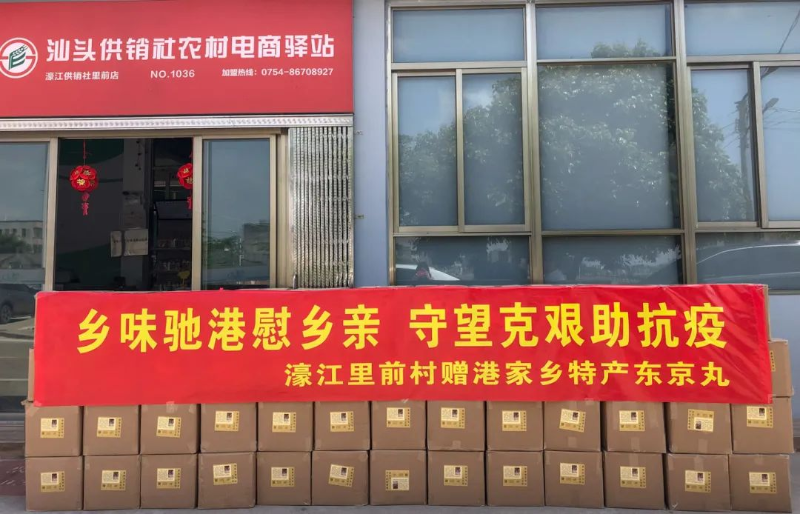 汕头供销社农村电商驿站
濠江供销社里前店 NO.1036 加盟热线：0754-86708927
乡味驰港慰乡亲 守望克艰助抗疫
濠江里前村赠港家乡特产东京丸